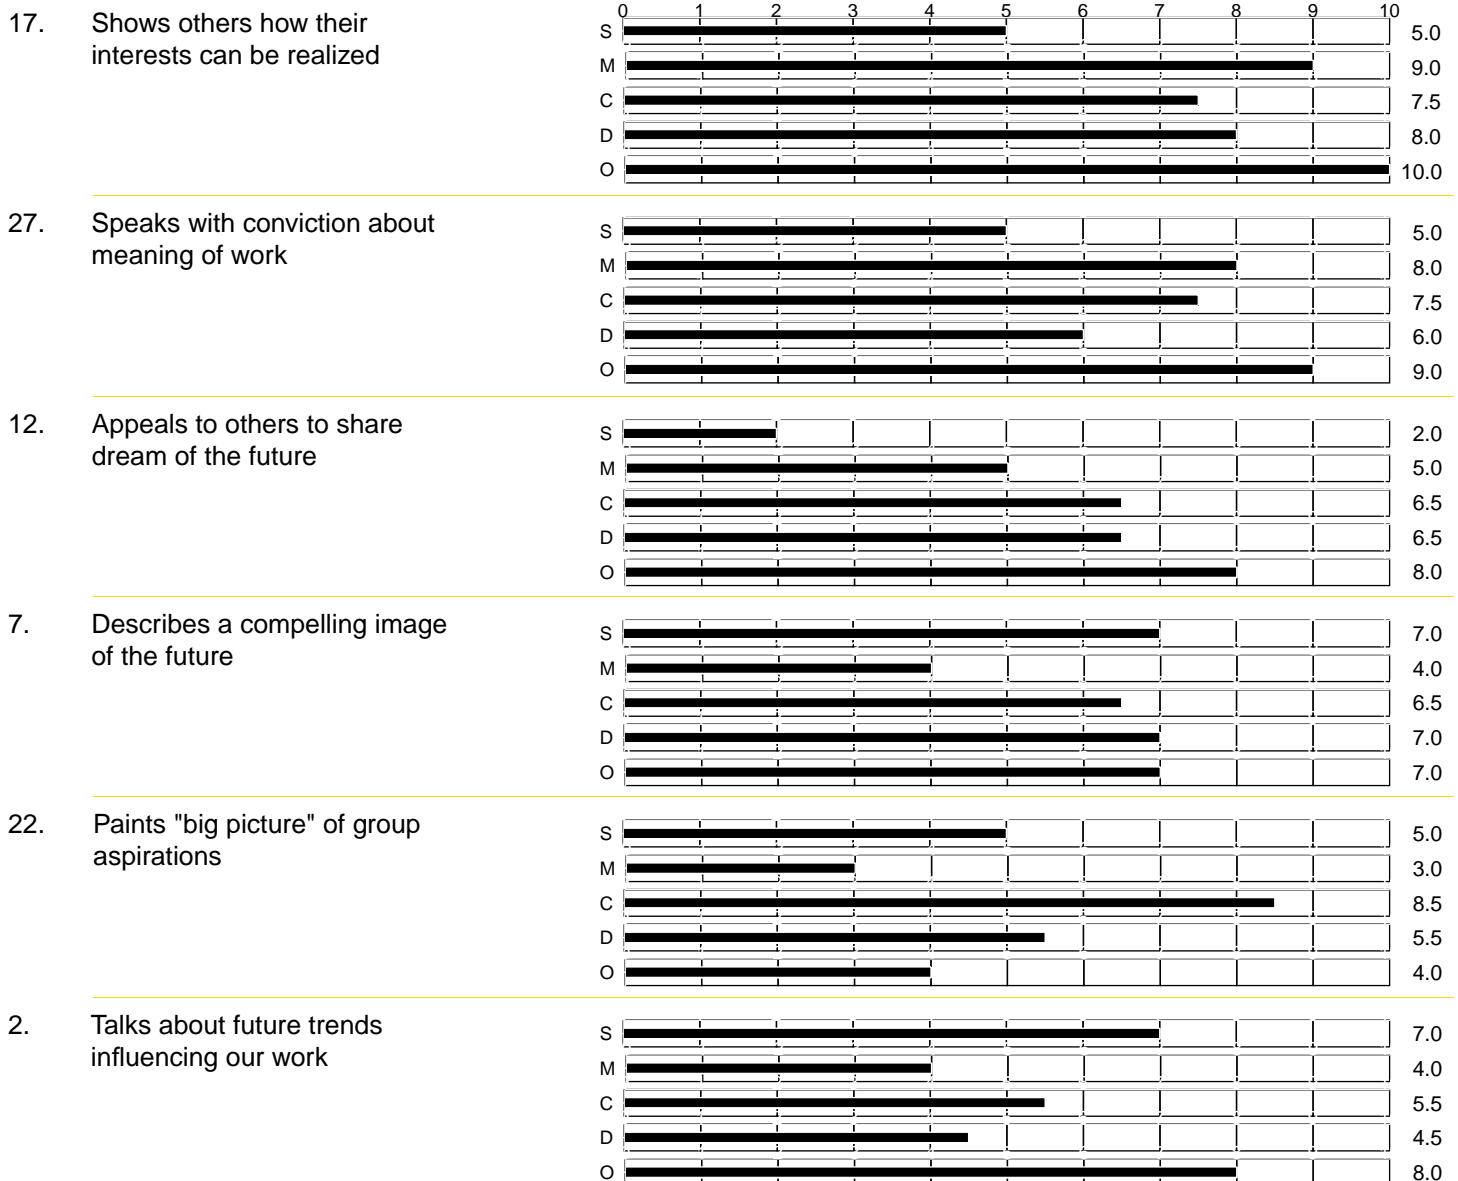 0 1 2 3 4 5 6 7 8 9 10
17. Shows others how their
interests can be realized
S 5.0
M 9.0
C 7.5
D 8.0
O 10.0
27. Speaks with conviction about
meaning of work
S 5.0
M 8.0
C 7.5
D 6.0
O 9.0
12. Appeals to others to share
dream of the future
S 2.0
M 5.0
C 6.5
D 6.5
O 8.0
7. Describes a compelling image
of the future
S 7.0
M 4.0
C 6.5
D 7.0
O 7.0
22. Paints "big picture" of group
aspirations
S 5.0
M 3.0
C 8.5
D 5.5
O 4.0
2. Talks about future trends
influencing our work
S 7.0
M 4.0
C 5.5
D 4.5
O 8.0